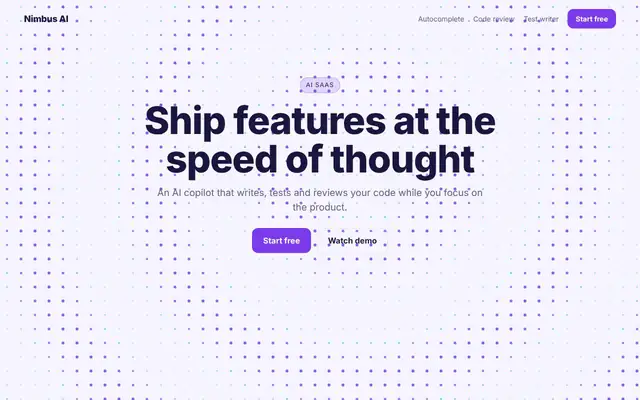 Nimbus AI
Autocomplete Code review Test writer Start free
AI SAAS
Ship features at the
speed of thought
An AI copilot that writes, tests and reviews your code while you focus on
the product.
Start free Watch demo